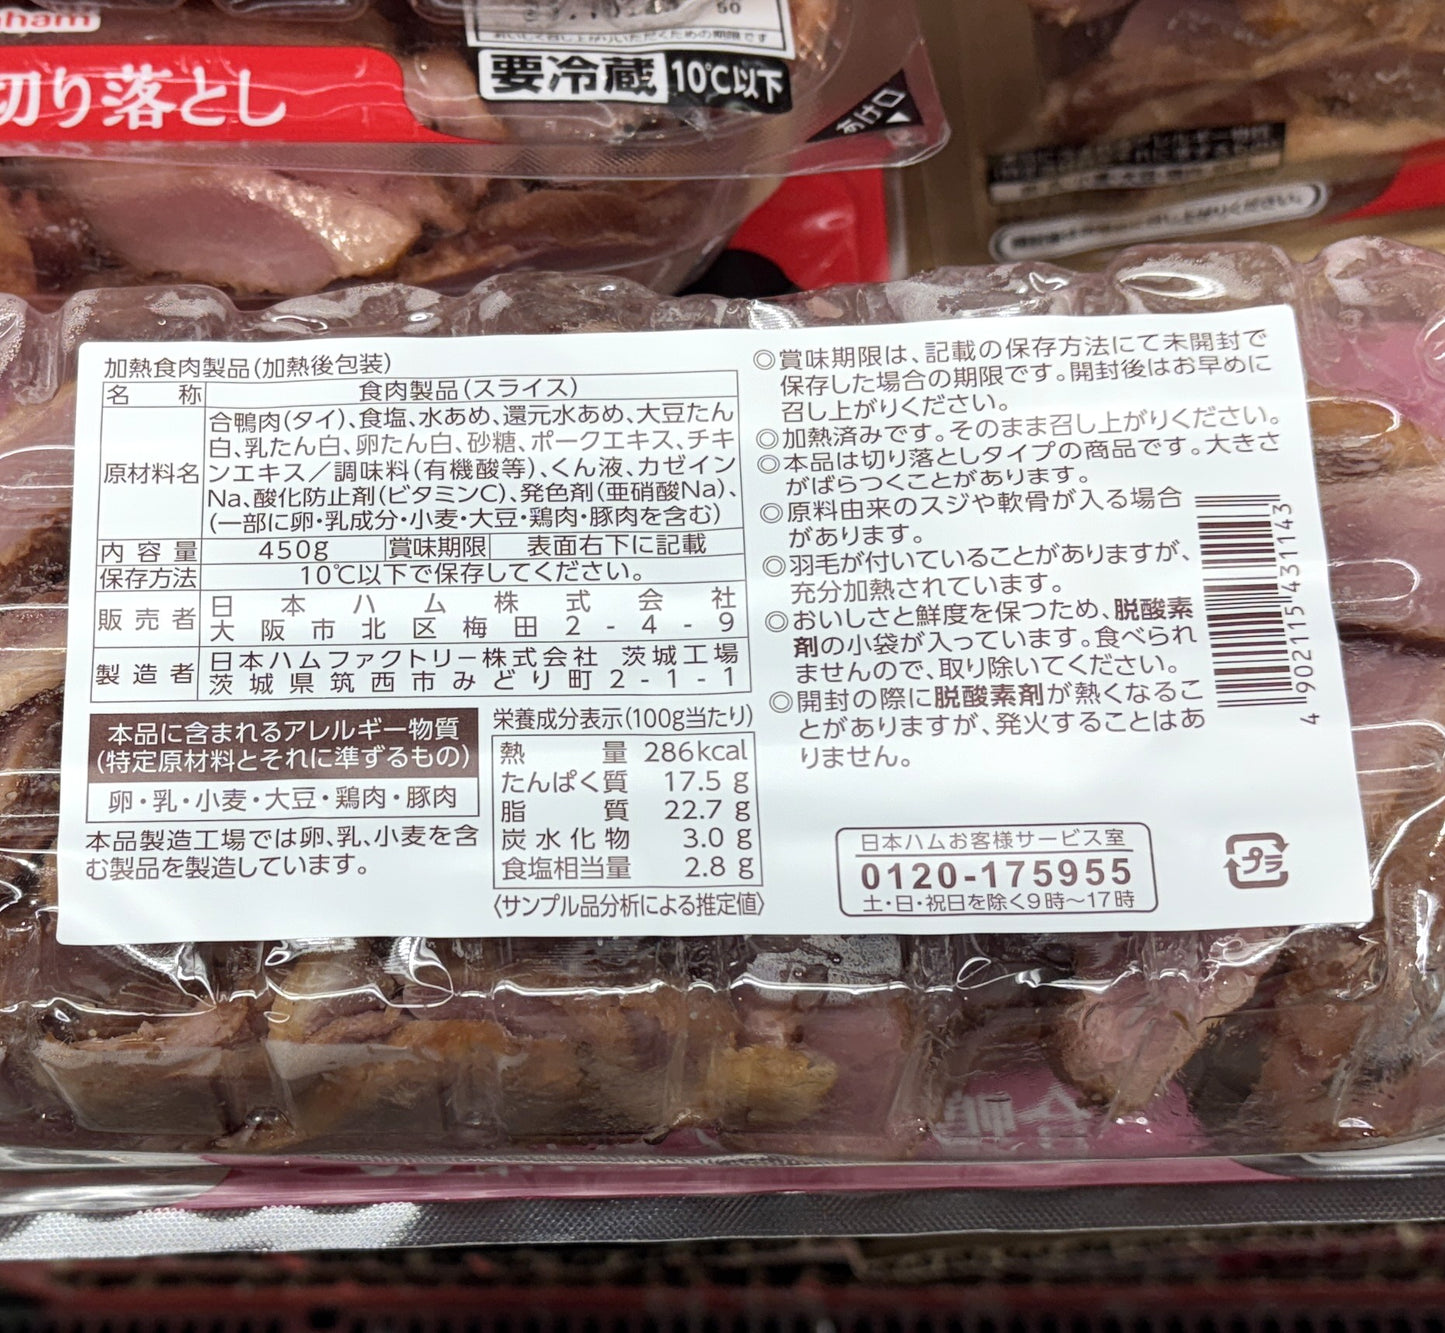 ham
切り落とし
50
要冷蔵 10℃以下
あけ口
加熱食肉製品(加熱後包装)
名 称 食肉製品(スライス)
原材料名
合鴨肉(タイ)、食塩、水あめ、還元水あめ、大豆たん
白、乳たん白、卵たん白、砂糖、ポークエキス、チキ
ンエキス／調味料(有機酸等)、くん液、カゼイン
Na、酸化防止剤(ビタミンC)、発色剤(亜硝酸Na)、
(一部に卵・乳成分・小麦・大豆・鶏肉・豚肉を含む)
内容量 450g 賞味期限 表面右下に記載
保存方法 10℃以下で保存してください。
販売者
日本ハム株式会社
大阪市北区梅田2-4-9
製造者
日本ハムファクトリー株式会社 茨城工場
茨城県筑西市みどり町2-1-1
本品に含まれるアレルギー物質
(特定原材料とそれに準ずるもの)
卵・乳・小麦・大豆・鶏肉・豚肉
本品製造工場では卵、乳、小麦を含
む製品を製造しています。
栄養成分表示(100g当たり)
熱量 286kcal
たんぱく質 17.5 g
脂質 22.7 g
炭水化物 3.0 g
食塩相当量 2.8 g
〈サンプル品分析による推定値〉
◎賞味期限は、記載の保存方法にて未開封で
保存した場合の期限です。開封後はお早めに
召し上がりください。
◎加熱済みです。そのまま召し上がりください。
◎本品は切り落としタイプの商品です。大きさ
がばらつくことがあります。
◎原料由来のスジや軟骨が入る場合
があります。
◎羽毛が付いていることがありますが、
充分加熱されています。
◎おいしさと鮮度を保つため、脱酸素
剤の小袋が入っています。食べられ
ませんので、取り除いてください。
◎開封の際に脱酸素剤が熱くなるこ
とがありますが、発火することはあ
りません。
4 902115 431143
日本ハムお客様サービス室
0120-175955
土・日・祝日を除く9時～17時
プラ
合鴨